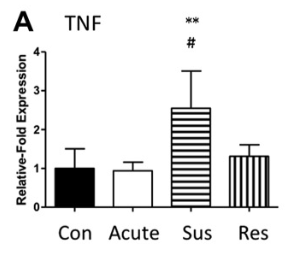 A TNF
**
#
Relative-Fold Expression
4
3
2
1
0
Con Acute Sus Res